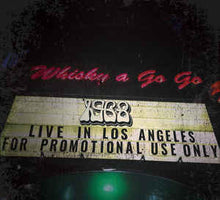 Whisky a Go Go
1968
LIVE IN LOS ANGELES
FOR PROMOTIONAL USE ONLY